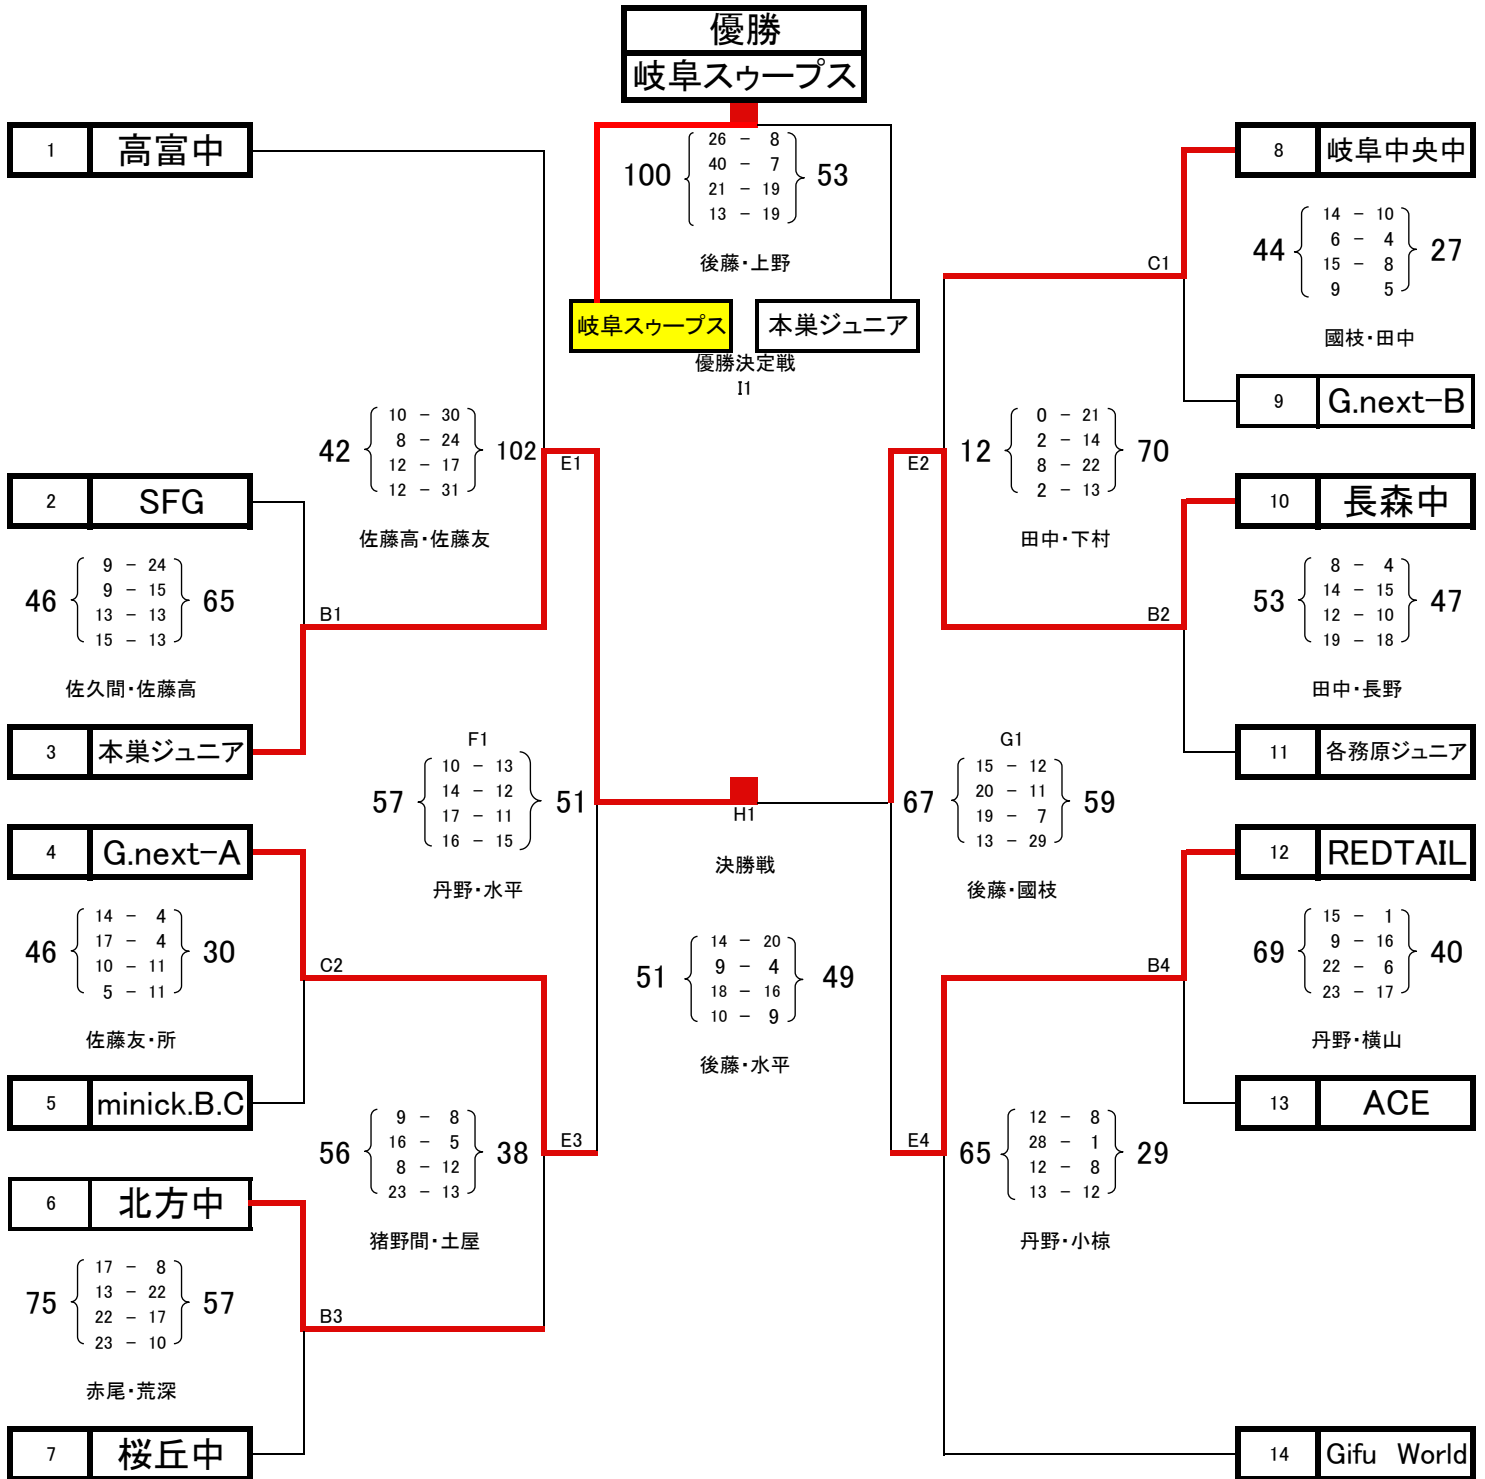 優勝
岐阜スゥープス
26 − 8
40 − 7
21 − 19
13 − 19
100
53
後藤・上野
岐阜スゥープス
本巣ジュニア
優勝決定戦
I1
1 高富中
42
10 − 30
8 − 24
12 − 17
12 − 31
102
E1
佐藤高・佐藤友
2 SFG
46
9 − 24
9 − 15
13 − 13
15 − 13
65
B1
佐久間・佐藤高
3 本巣ジュニア
F1
57
10 − 13
14 − 12
17 − 11
16 − 15
51
丹野・水平
4 G.next−A
46
14 − 4
17 − 4
10 − 11
5 − 11
30
C2
佐藤友・所
5 minick.B.C
56
9 − 8
16 − 5
8 − 12
23 − 13
38
E3
猪野間・土屋
6 北方中
75
17 − 8
13 − 22
22 − 17
23 − 10
57
B3
赤尾・荒深
7 桜丘中
H1
決勝戦
51
14 − 20
9 − 4
18 − 16
10 − 9
49
後藤・水平
8 岐阜中央中
44
14 − 10
6 − 4
15 − 8
9 5
27
C1
國枝・田中
9 G.next−B
E2
12
0 − 21
2 − 14
8 − 22
2 − 13
70
田中・下村
10 長森中
53
8 − 4
14 − 15
12 − 10
19 − 18
47
B2
田中・長野
11 各務原ジュニア
G1
67
15 − 12
20 − 11
19 − 7
13 − 29
59
後藤・國枝
12 REDTAIL
69
15 − 1
9 − 16
22 − 6
23 − 17
40
B4
丹野・横山
13 ACE
E4
65
12 − 8
28 − 1
12 − 8
13 − 12
29
丹野・小椋
14 Gifu World